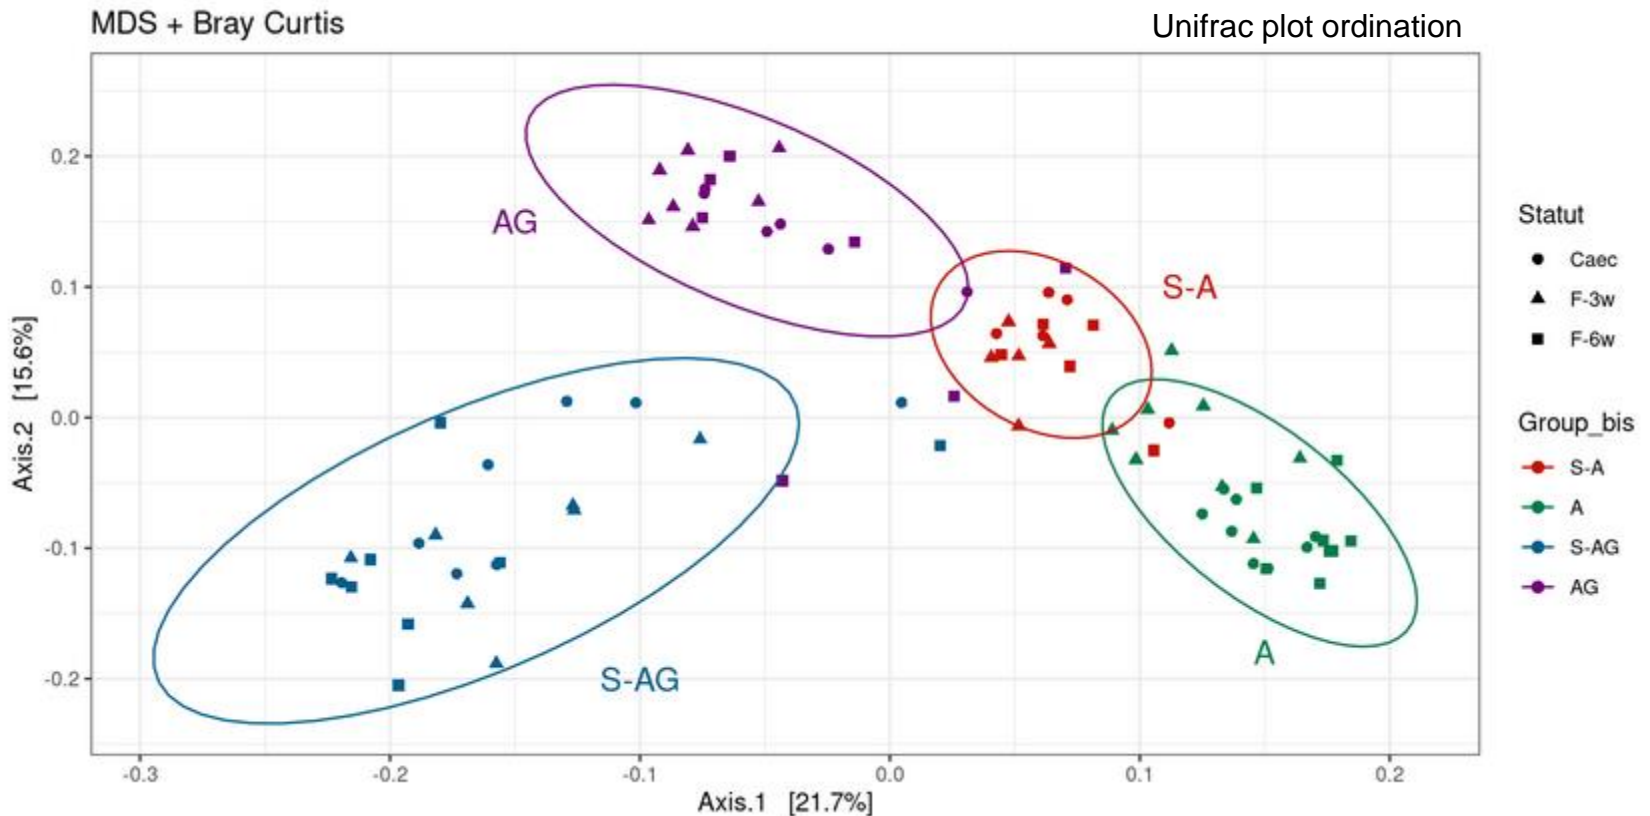 MDS + Bray Curtis
Unifrac plot ordination
Axis.2 [15.6%]
0.2
0.1
0.0
-0.1
-0.2
AG
S-A
S-AG
A
-0.3
-0.2
-0.1
0.0
0.1
0.2
Axis.1 [21.7%]
Statut
Caec
F-3w
F-6w
Group_bis
S-A
A
S-AG
AG